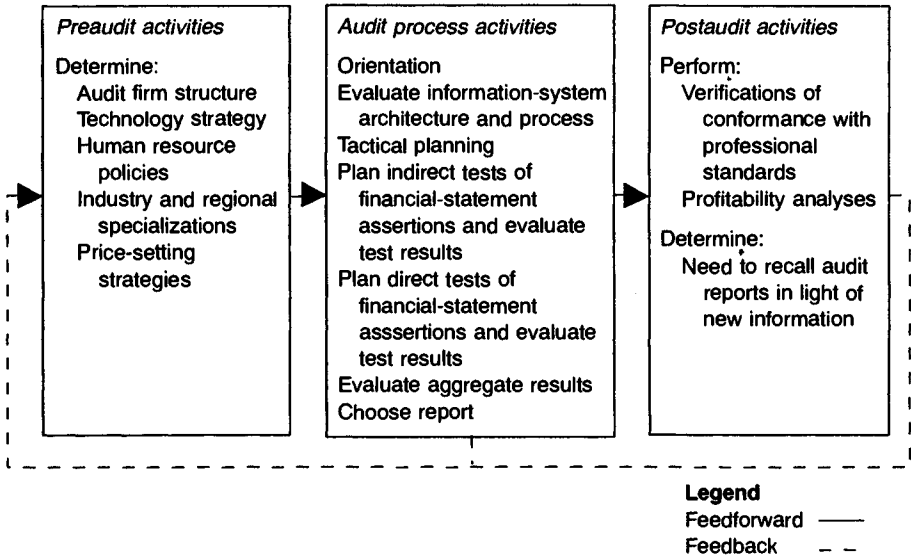 Preaudit activities
Determine:
Audit firm structure
Technology strategy
Human resource
policies
Industry and regional
specializations
Price-setting
strategies
Audit process activities
Orientation
Evaluate information-system
architecture and process
Tactical planning
Plan indirect tests of
financial-statement
assertions and evaluate
test results
Plan direct tests of
financial-statement
asssertions and evaluate
test results
Evaluate aggregate results
Choose report
Postaudit activities
Perform:
Verifications of
conformance with
professional
standards
Profitability analyses
Determine:
Need to recall audit
reports in light of
new information
Legend
Feedforward
Feedback